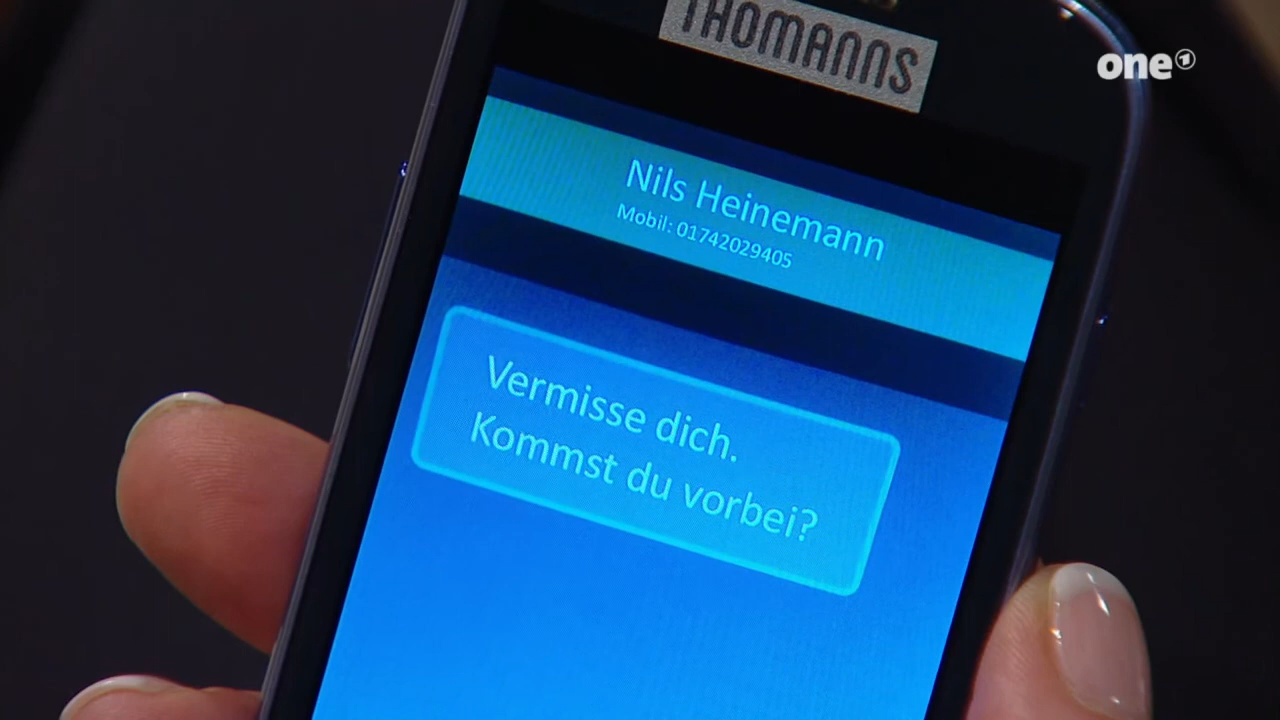 THOMANNS
one
Nils Heinemann
Mobil: 01742029405
Vermisse dich.
Kommst du vorbei?